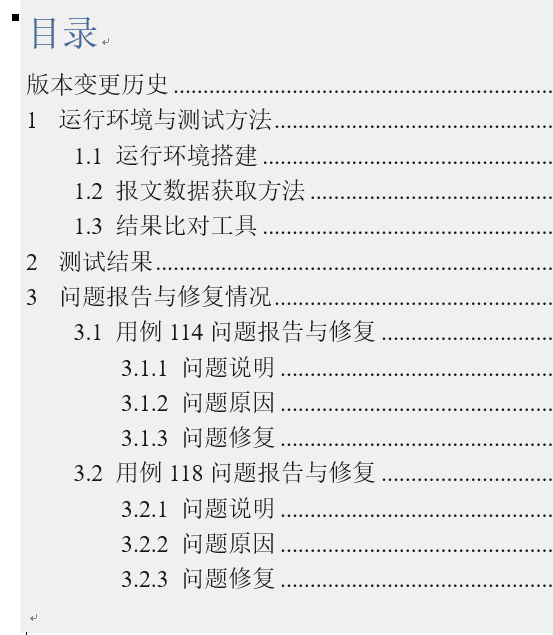 目录
版本变更历史
1 运行环境与测试方法
1.1 运行环境搭建
1.2 报文数据获取方法
1.3 结果比对工具
2 测试结果
3 问题报告与修复情况
3.1 用例 114 问题报告与修复
3.1.1 问题说明
3.1.2 问题原因
3.1.3 问题修复
3.2 用例 118 问题报告与修复
3.2.1 问题说明
3.2.2 问题原因
3.2.3 问题修复